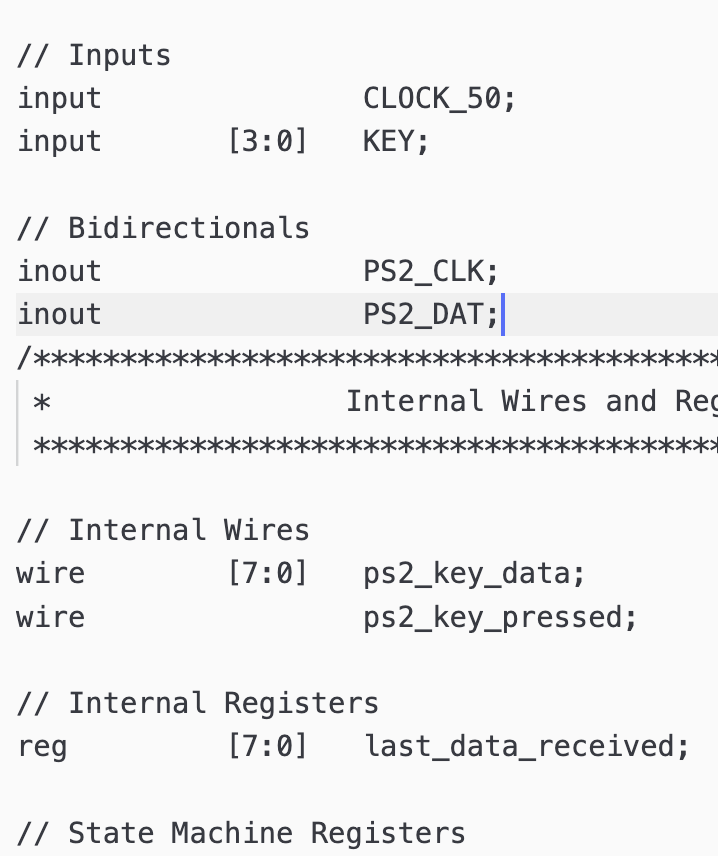 // Inputs
input CLOCK_50;
input [3:0] KEY;
// Bidirectionals
inout PS2_CLK;
inout PS2_DAT;
/****************************************
* Internal Wires and Reg
****************************************
// Internal Wires
wire [7:0] ps2_key_data;
wire ps2_key_pressed;
// Internal Registers
reg [7:0] last_data_received;
// State Machine Registers